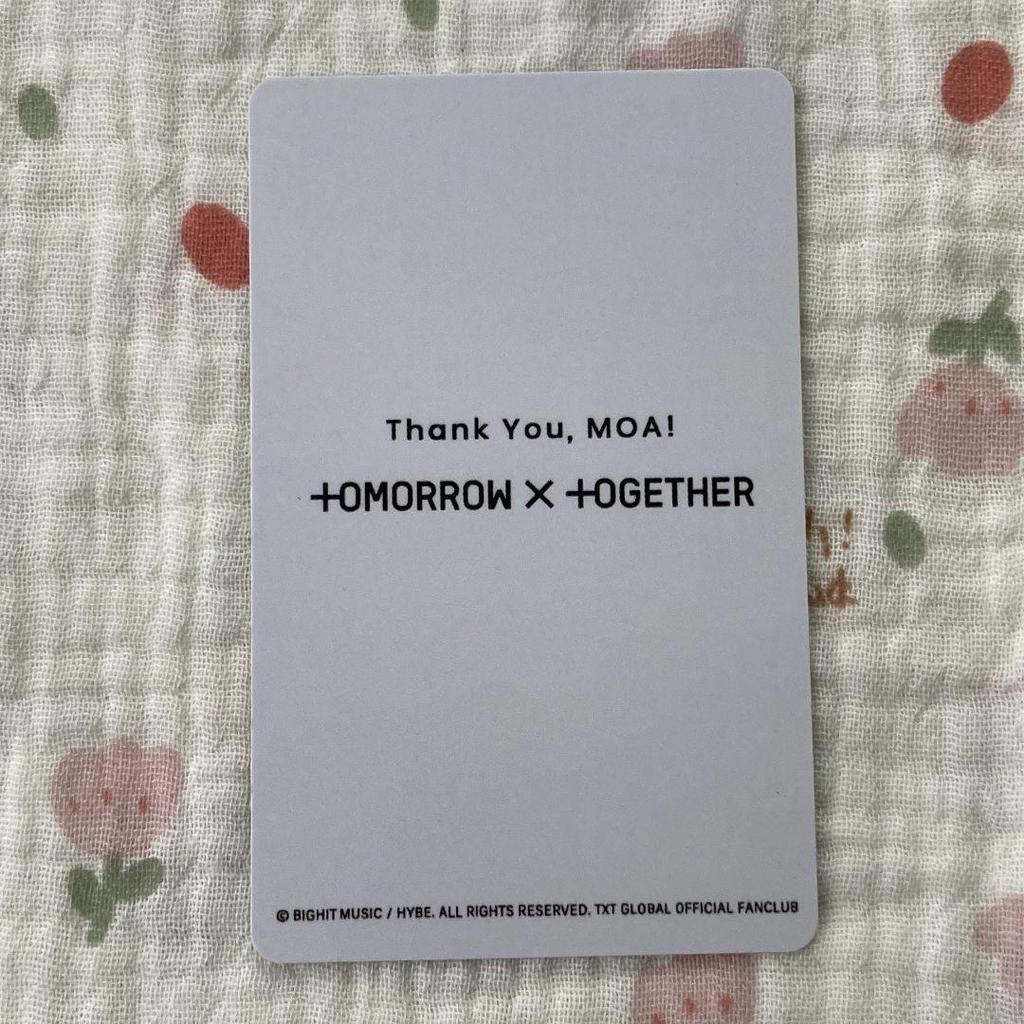 Thank You, MOA!
TOMORROW X TOGETHER
© BIGHIT MUSIC / HYBE. ALL RIGHTS RESERVED. TXT GLOBAL OFFICIAL FANCLUB